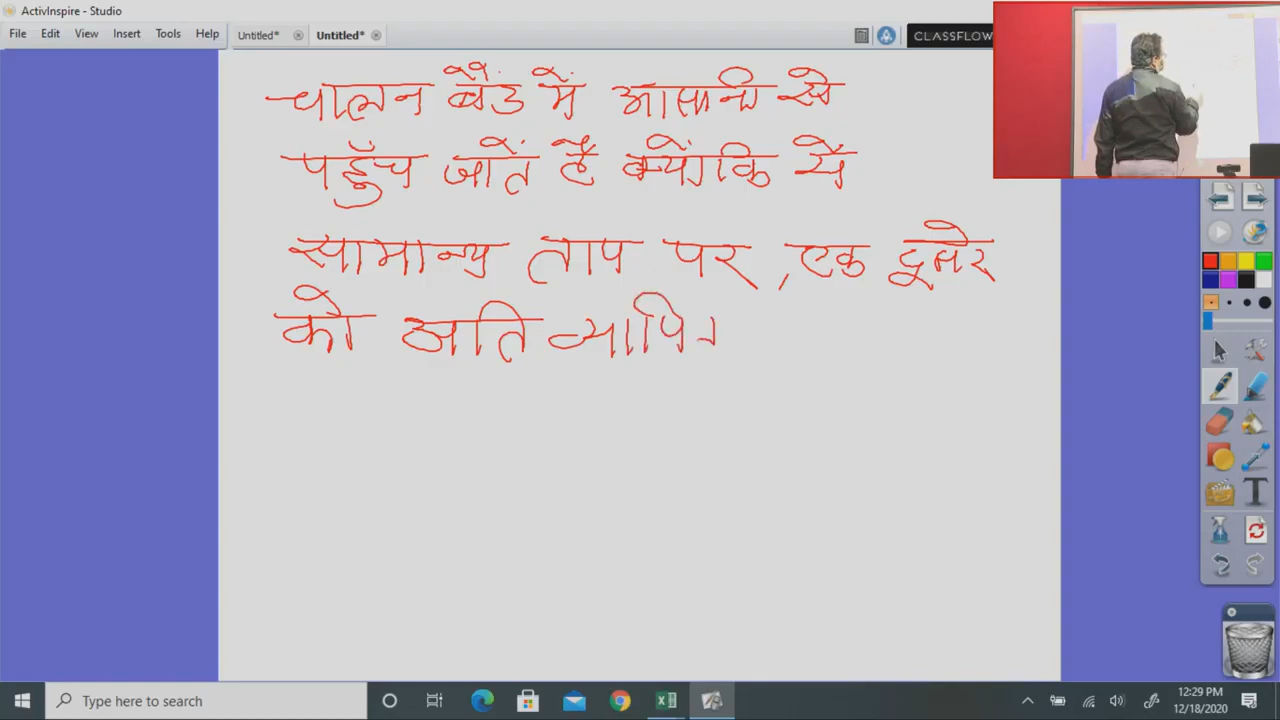 ActivInspire - Studio
File Edit View Insert Tools Help Untitled* Untitled* CLASSFLOW
चालन बैंड में आसानी से
पहुँच जातें हैं क्योंकि यें
सामान्य ताप पर, एक दूसरे
को अति व्यापि
Type here to search
12:29 PM
12/18/2020